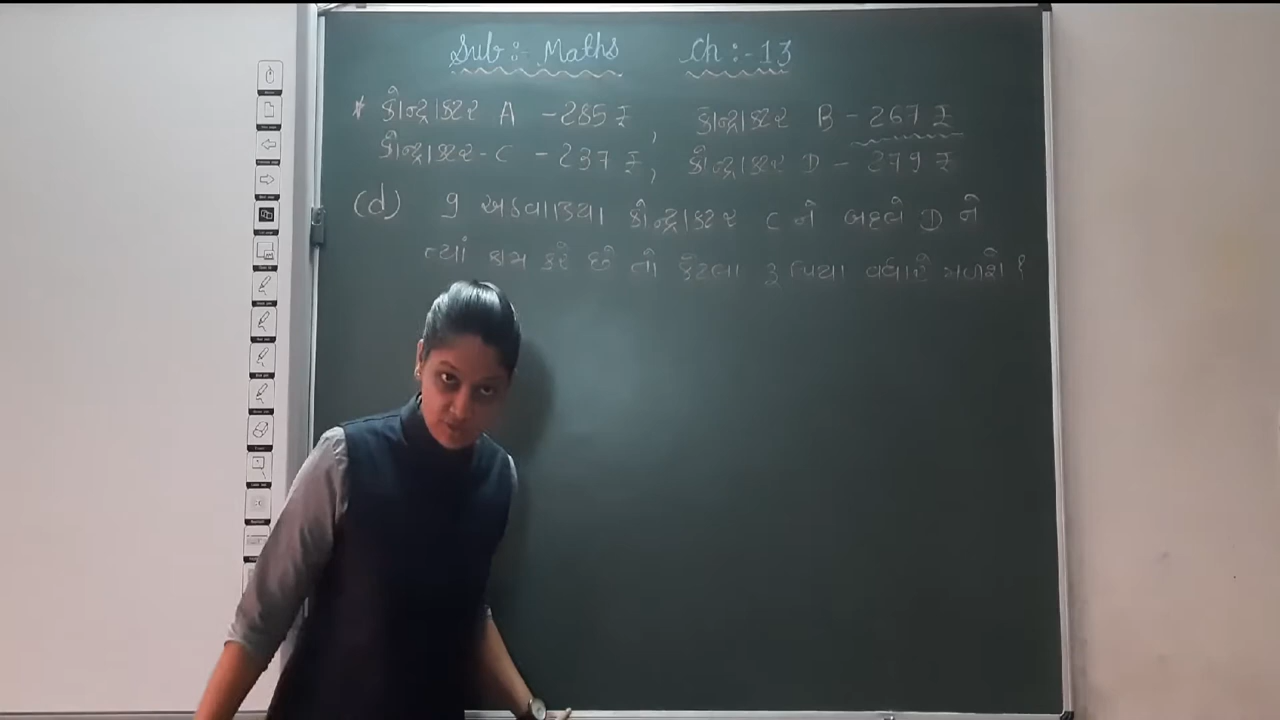 Sub :- Maths Ch :- 13
* કોન્ટ્રાક્ટર A - 285 ₹, કોન્ટ્રાક્ટર B - 267 ₹
કોન્ટ્રાક્ટર - C - 237 ₹, કોન્ટ્રાક્ટર D - 279 ₹
(d) 9 અઠવાડિયા કોન્ટ્રાક્ટર C ને બદલે D ને
ત્યાં કામ કરે છે તો કેટલા રૂપિયા વધારે મળશે ?